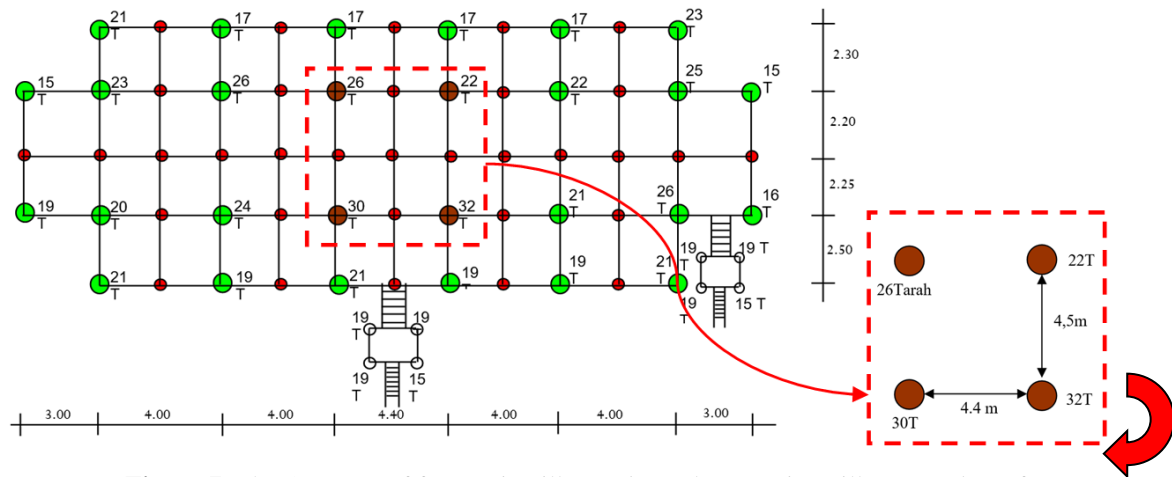 21 T
17 T
17 T
17 T
17 T
23 T
2.30
15 T
23 T
26 T
26 T
22 T
22 T
25 T
15 T
2.20
2.25
19 T
20 T
24 T
30 T
32 T
21 T
26 T
16 T
2.50
21 T
19 T
21 T
19 T
19 T
21 T
19 T
19 T
19 T
15 T
19 T
19
19 T
15 T
3.00
4.00
4.00
4.40
4.00
4.00
3.00
26Tarah
22T
4,5m
30T
4.4 m
32T